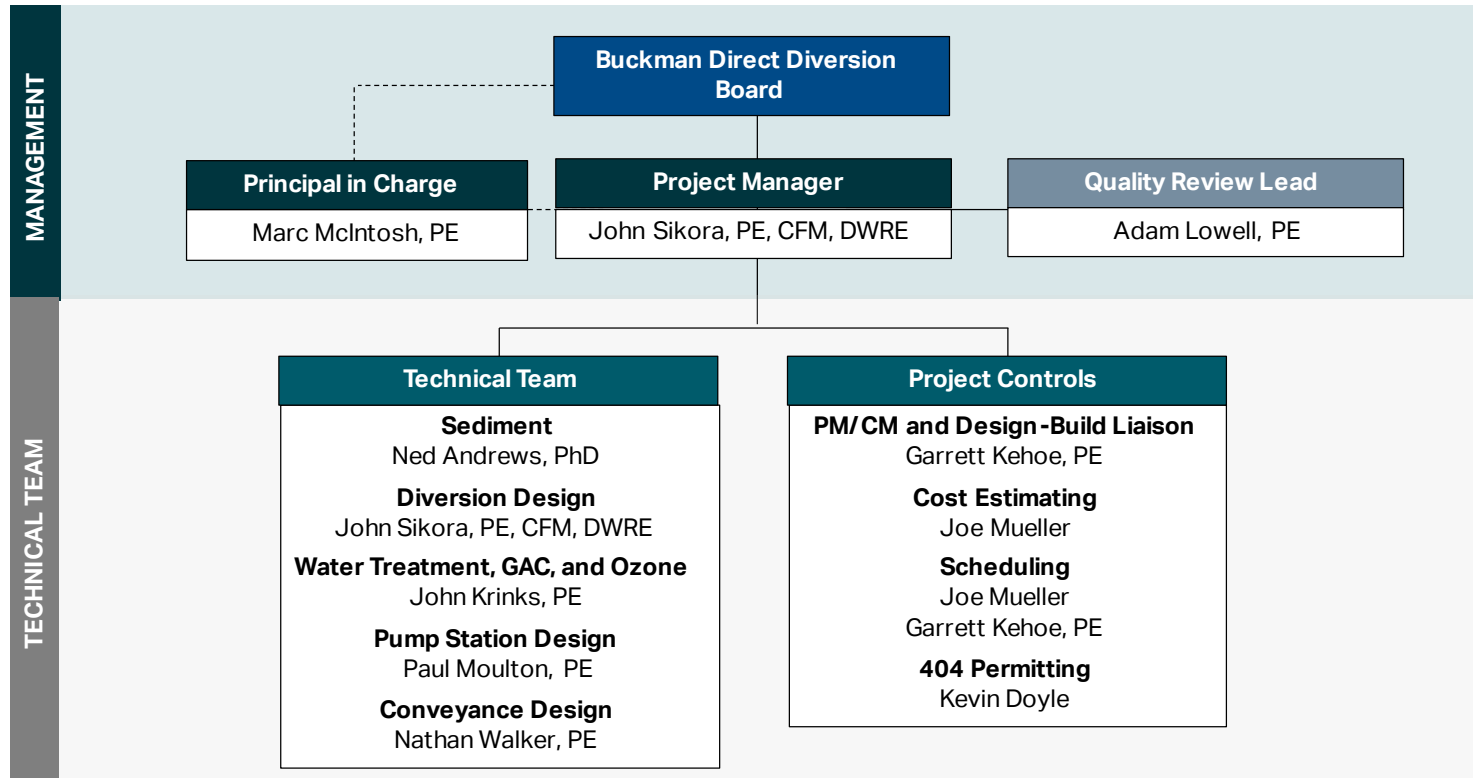 MANAGEMENT
Buckman Direct Diversion
Board
Principal in Charge
Marc McIntosh, PE
Project Manager
John Sikora, PE, CFM, DWRE
Quality Review Lead
Adam Lowell, PE
TECHNICAL TEAM
Technical Team
Sediment
Ned Andrews, PhD
Diversion Design
John Sikora, PE, CFM, DWRE
Water Treatment, GAC, and Ozone
John Krinks, PE
Pump Station Design
Paul Moulton, PE
Conveyance Design
Nathan Walker, PE
Project Controls
PM/CM and Design-Build Liaison
Garrett Kehoe, PE
Cost Estimating
Joe Mueller
Scheduling
Joe Mueller
Garrett Kehoe, PE
404 Permitting
Kevin Doyle